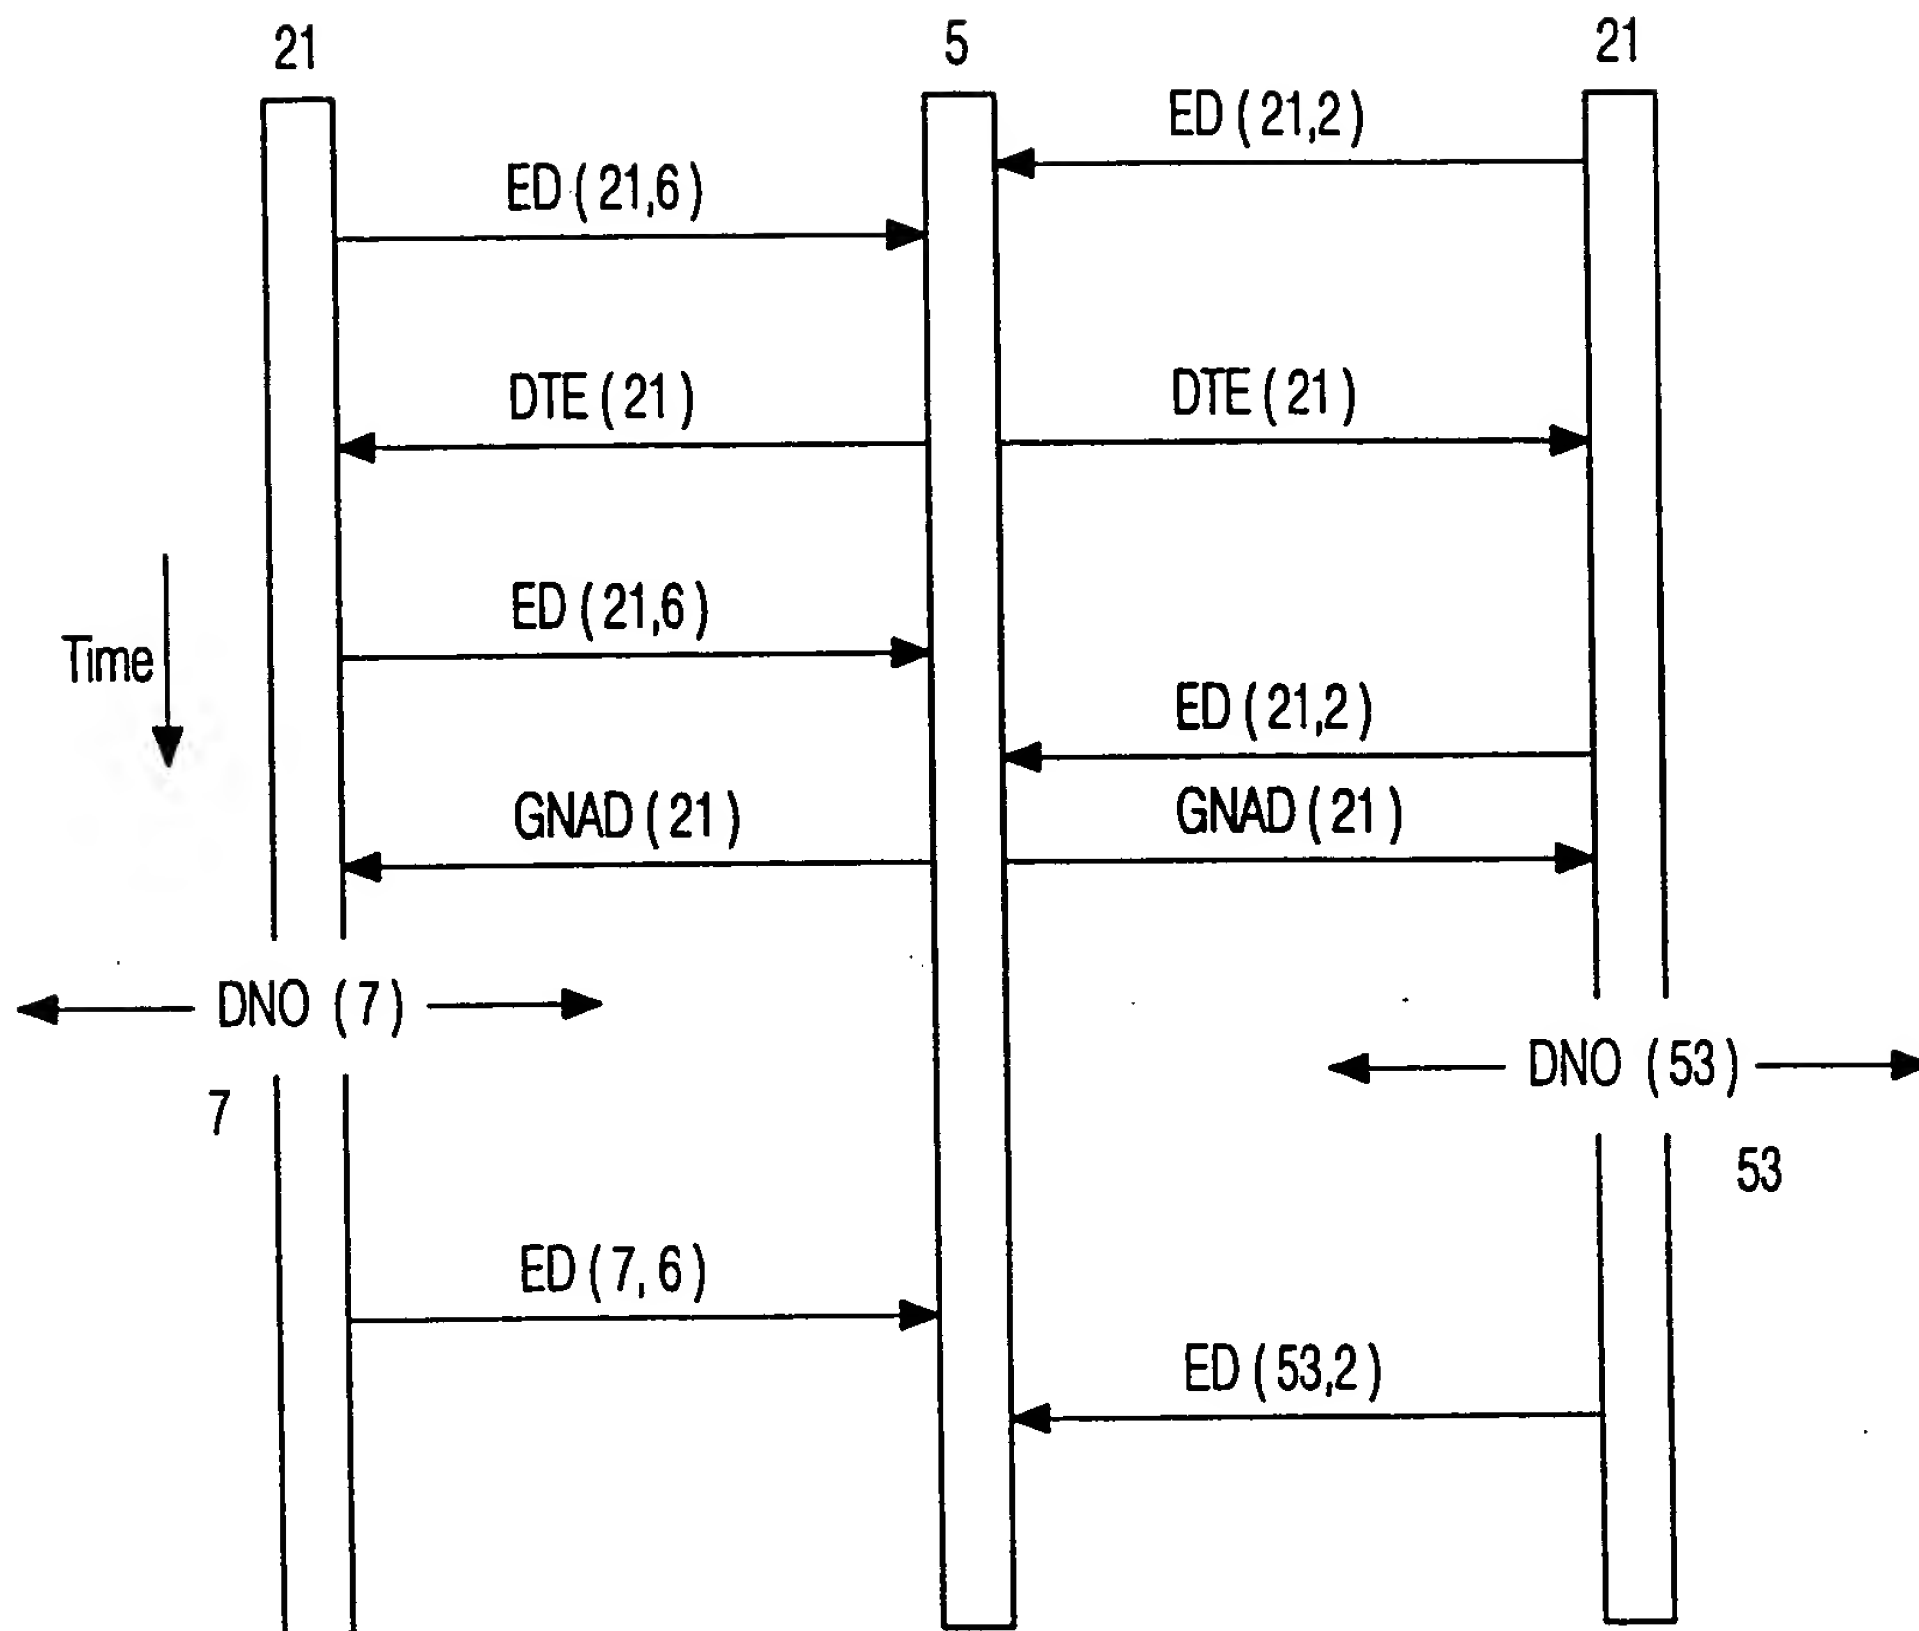 21
5
21
ED ( 21,2 )
ED ( 21,6 )
DTE ( 21 )
DTE ( 21 )
ED ( 21,6 )
Time
ED ( 21,2 )
GNAD ( 21 )
GNAD ( 21 )
DNO ( 7 )
DNO ( 53 )
7
53
ED ( 7, 6 )
ED ( 53,2 )